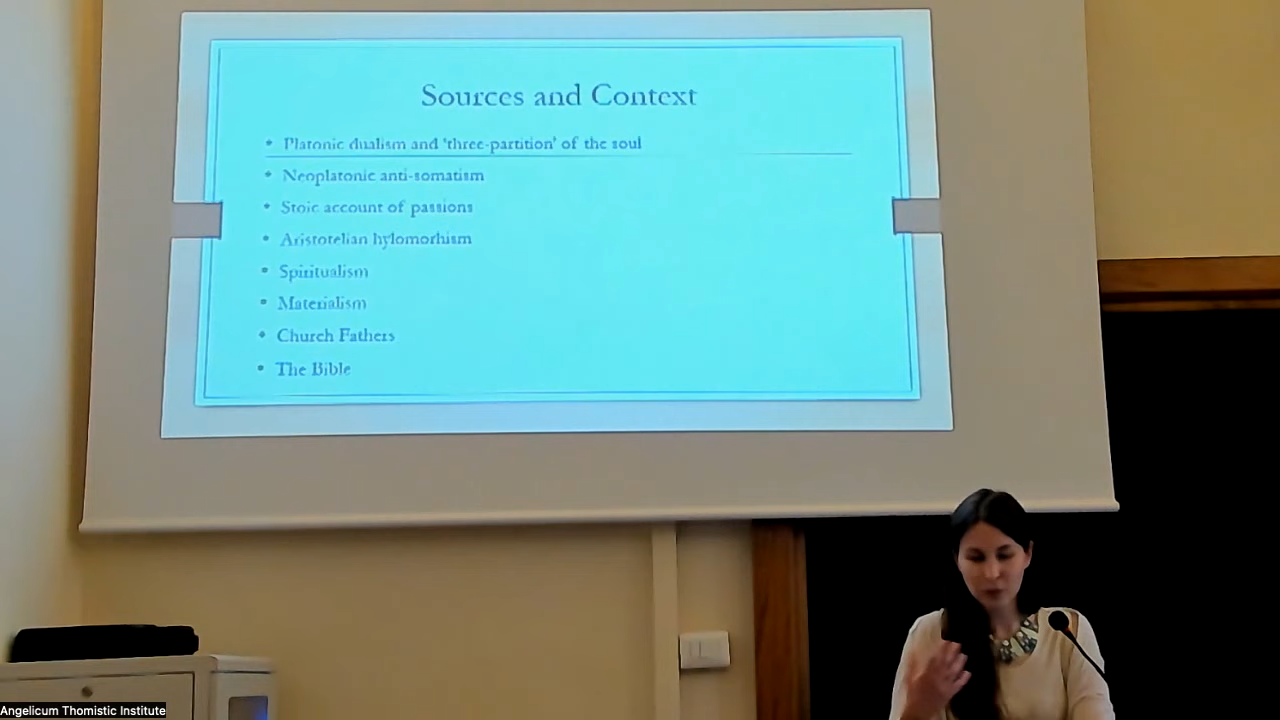 Sources and Context
• Platonic dualism and 'three-partition' of the soul
• Neoplatonic anti-somatism
• Stoic account of passions
• Aristotelian hylomorhism
• Spiritualism
• Materialism
• Church Fathers
• The Bible
Angelicum Thomistic Institute